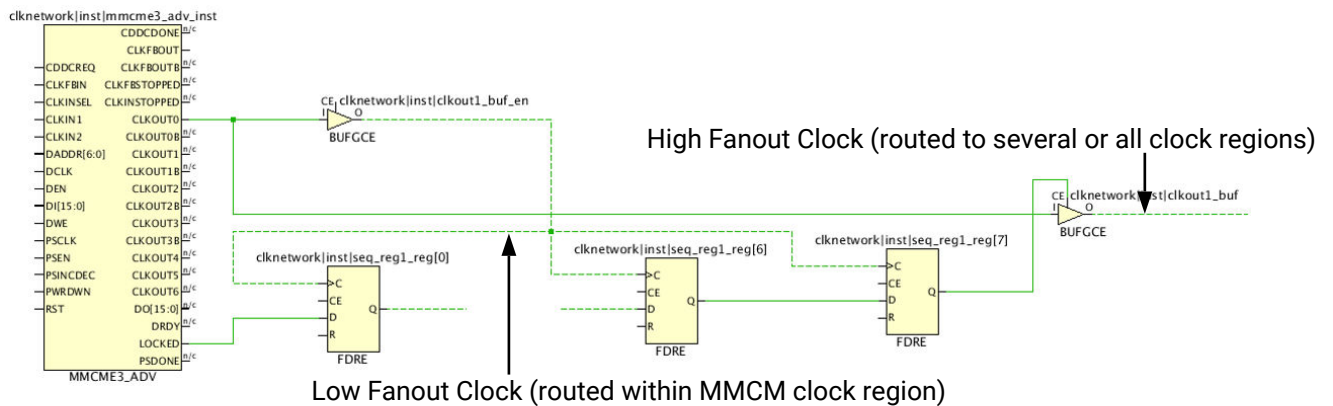 clknetwork|inst|mmcme3_adv_inst
CDDCDONE n/c
CLKFBOUT
CDDCREQ CLKFBOUTB n/c
CLKFBIN CLKFBSTOPPED n/c
CLKINSEL CLKINSTOPPED n/c
CLKIN1 CLKOUT0
CLKIN2 CLKOUT0B n/c
DADDR[6:0] CLKOUT1 n/c
DCLK CLKOUT1B n/c
DEN CLKOUT2 n/c
DI[15:0] CLKOUT2B n/c
DWE CLKOUT3 n/c
PSCLK CLKOUT3B n/c
PSEN CLKOUT4 n/c
PSINCDEC CLKOUT5 n/c
PWRDWN CLKOUT6 n/c
RST DO[15:0] n/c
DRDY n/c
LOCKED
PSDONE n/c
MMCME3_ADV
CE clknetwork|inst|clkout1_buf_en
I O
BUFGCE
High Fanout Clock (routed to several or all clock regions)
CE clknetwork|inst|clkout1_buf
I O
BUFGCE
clknetwork|inst|seq_reg1_reg[0]
C
CE
D Q
R
FDRE
clknetwork|inst|seq_reg1_reg[6]
C
CE
D Q
R
FDRE
clknetwork|inst|seq_reg1_reg[7]
C
CE
D Q
R
FDRE
Low Fanout Clock (routed within MMCM clock region)